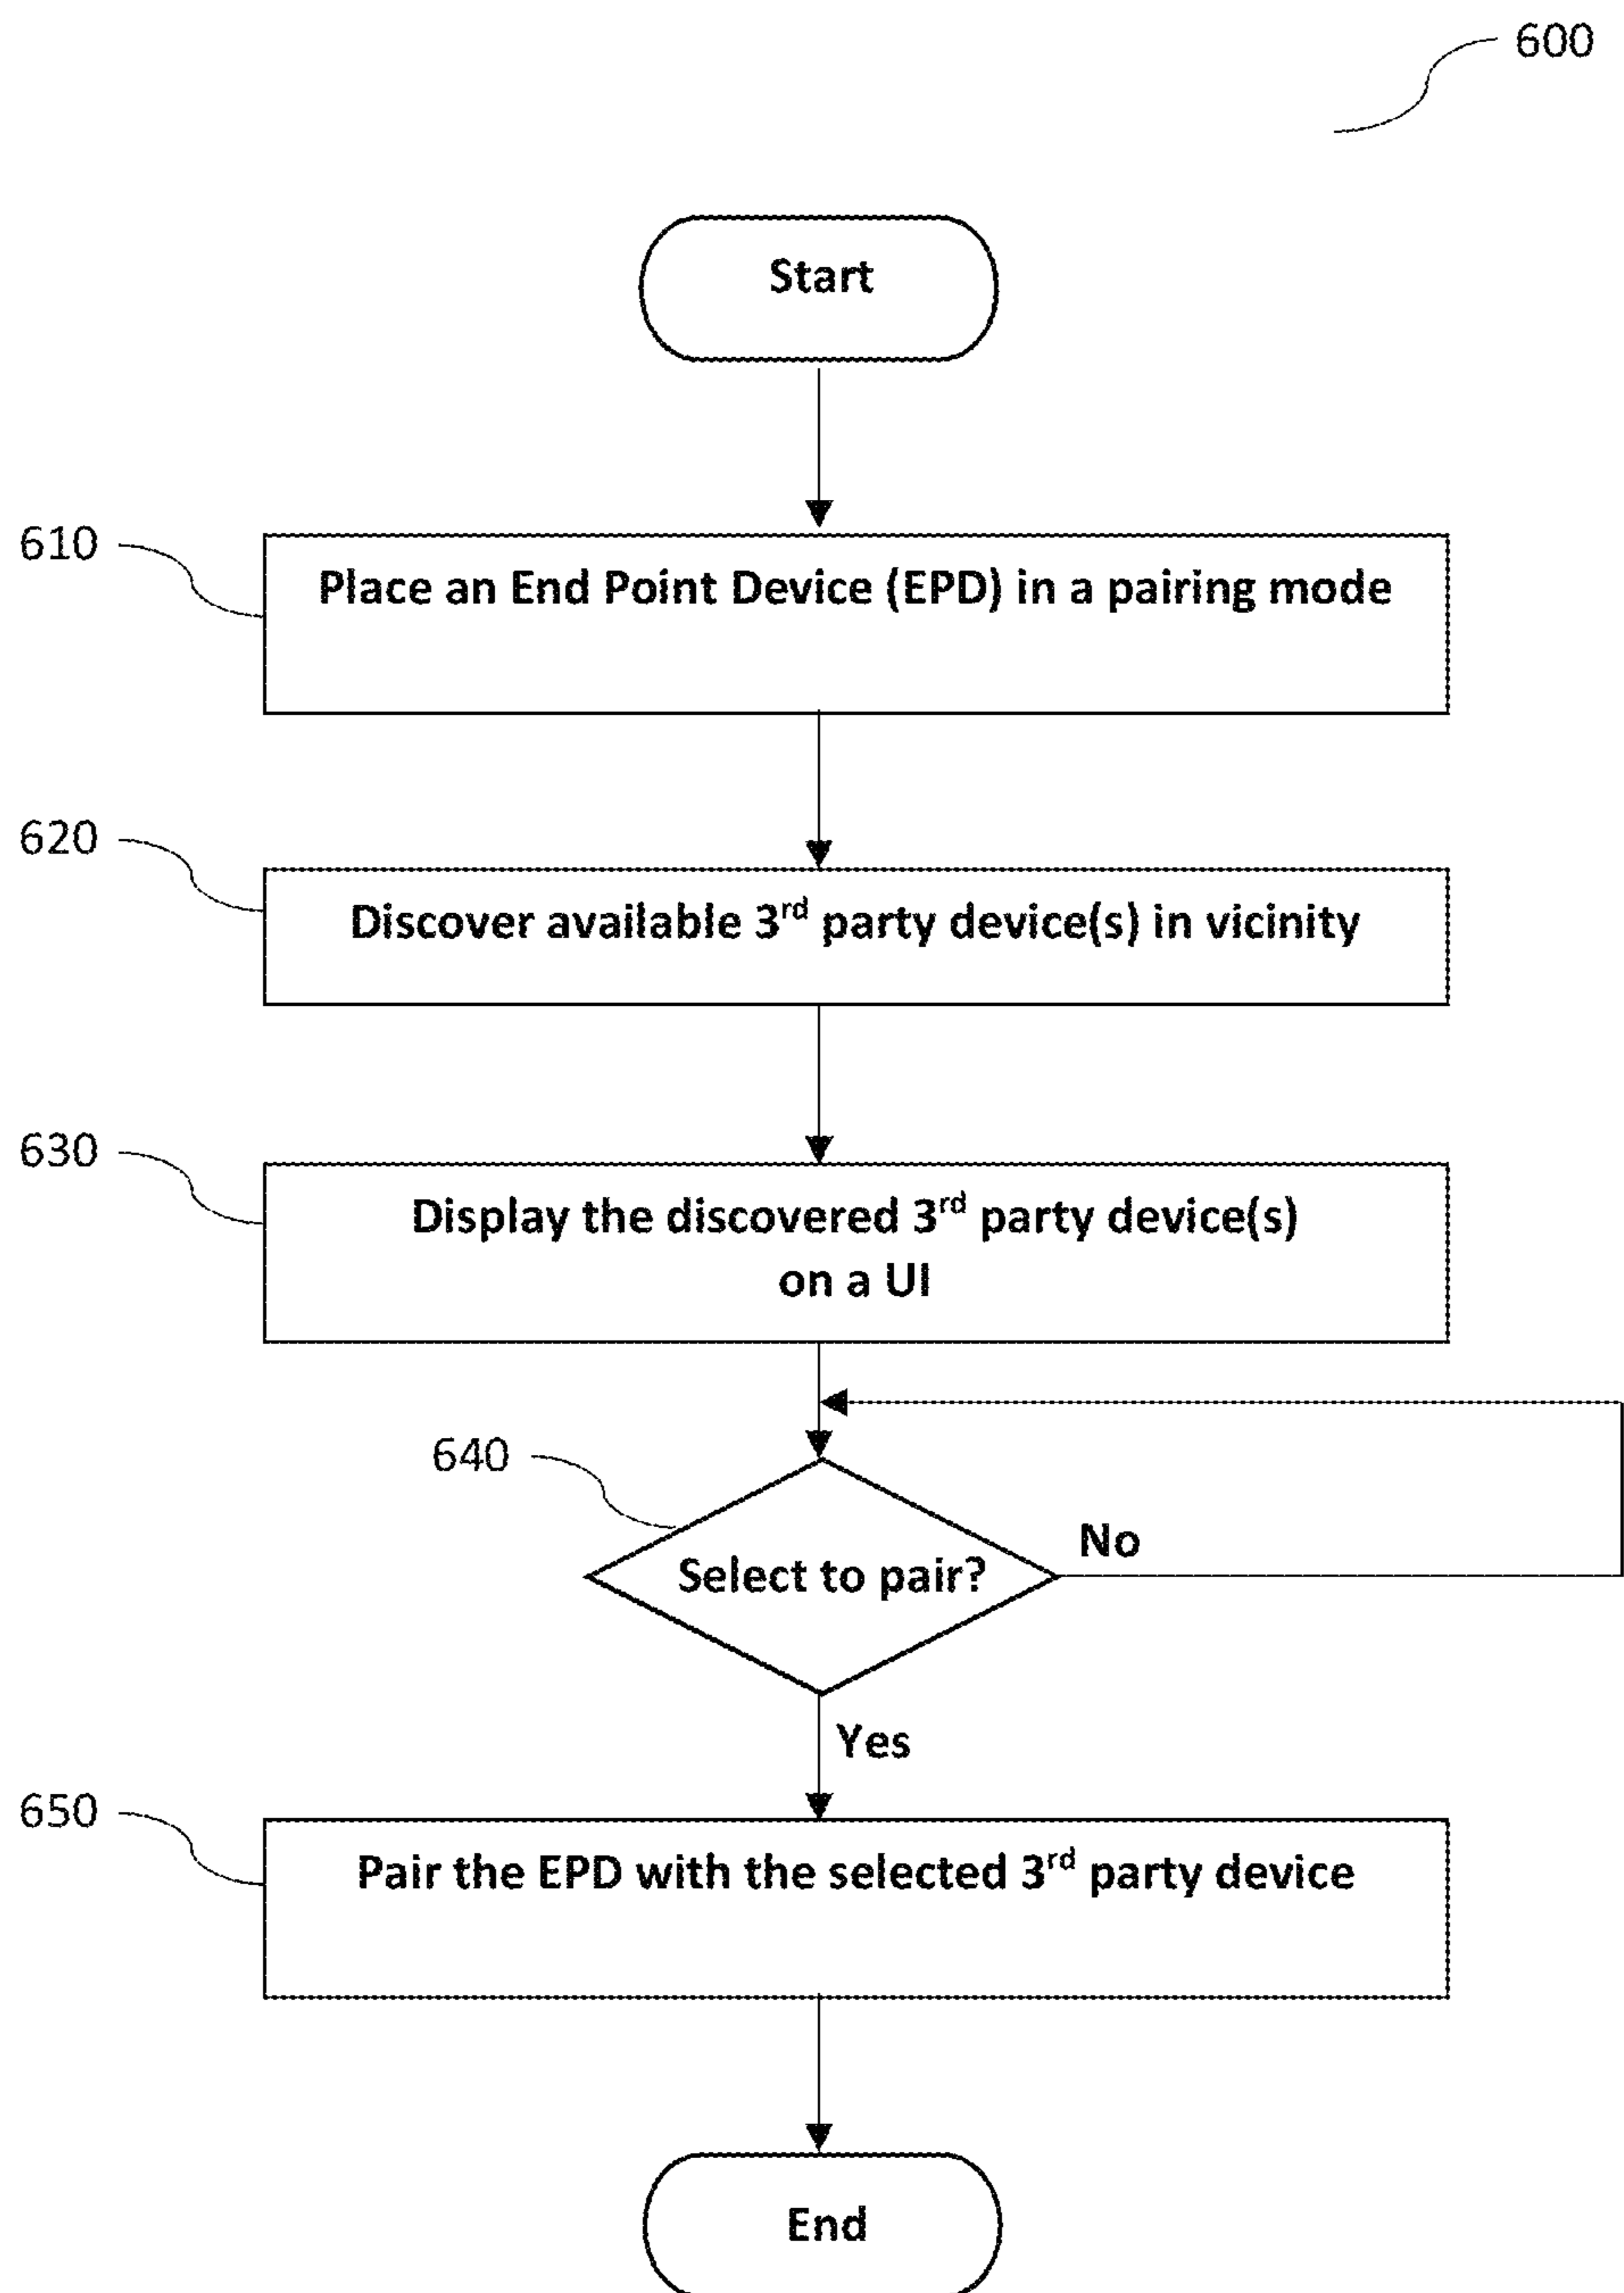 600
Start
610
Place an End Point Device (EPD) in a pairing mode
620
Discover available 3rd party device(s) in vicinity
630
Display the discovered 3rd party device(s)
on a UI
640
Select to pair?
No
Yes
650
Pair the EPD with the selected 3rd party device
End